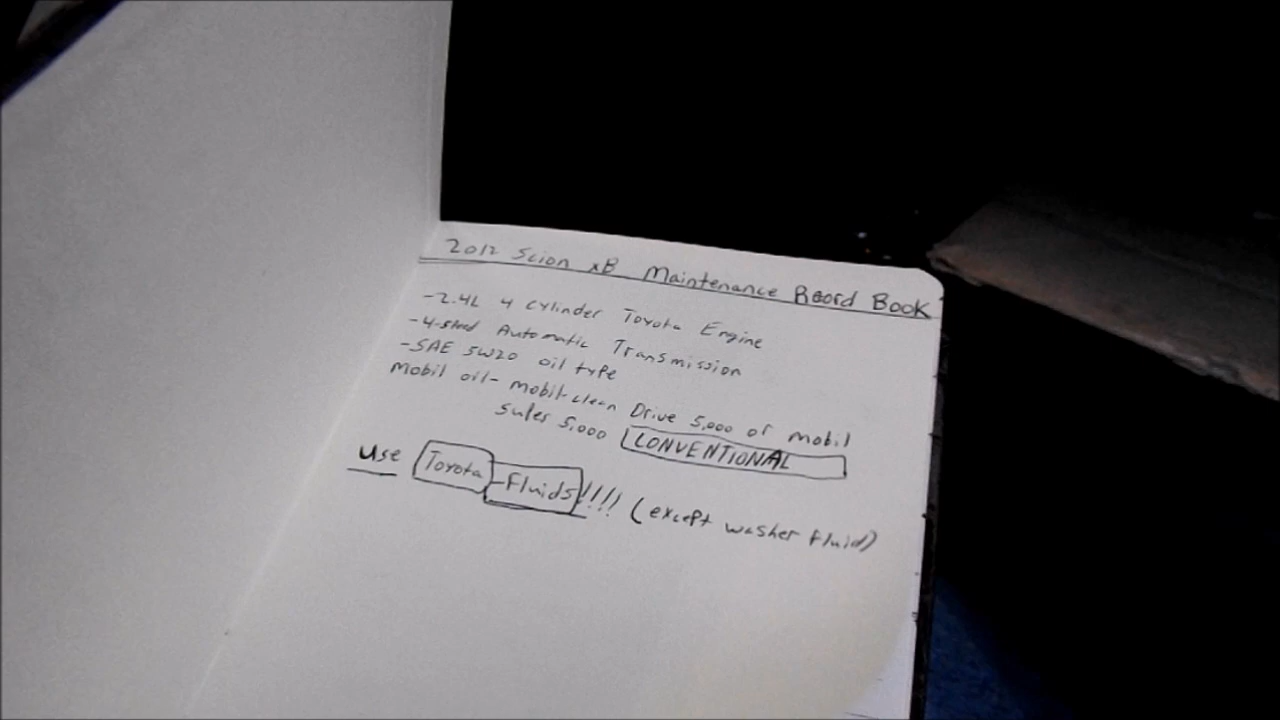 2012 Scion xB Maintenance Record Book
-2.4L 4 cylinder Toyota Engine
-4-speed Automatic Transmission
-SAE 5W20 oil type
Mobil oil- mobil-clean Drive 5,000 or mobil
super 5,000 CONVENTIONAL
Use Toyota-Fluids!!!! (except washer fluid)